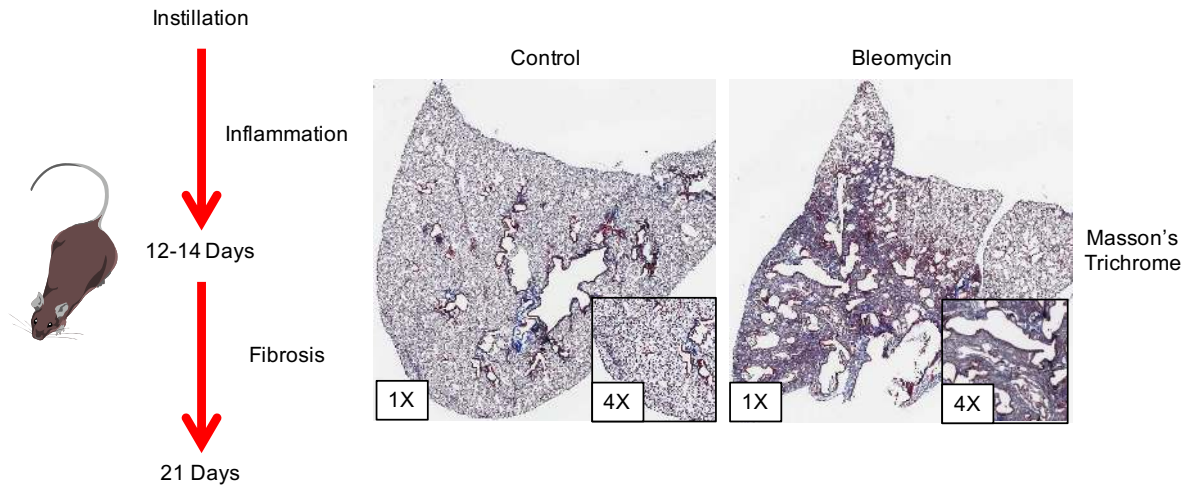 Instillation
Inflammation
12-14 Days
Fibrosis
21 Days
Control
Bleomycin
1X
4X
1X
4X
Masson’s
Trichrome